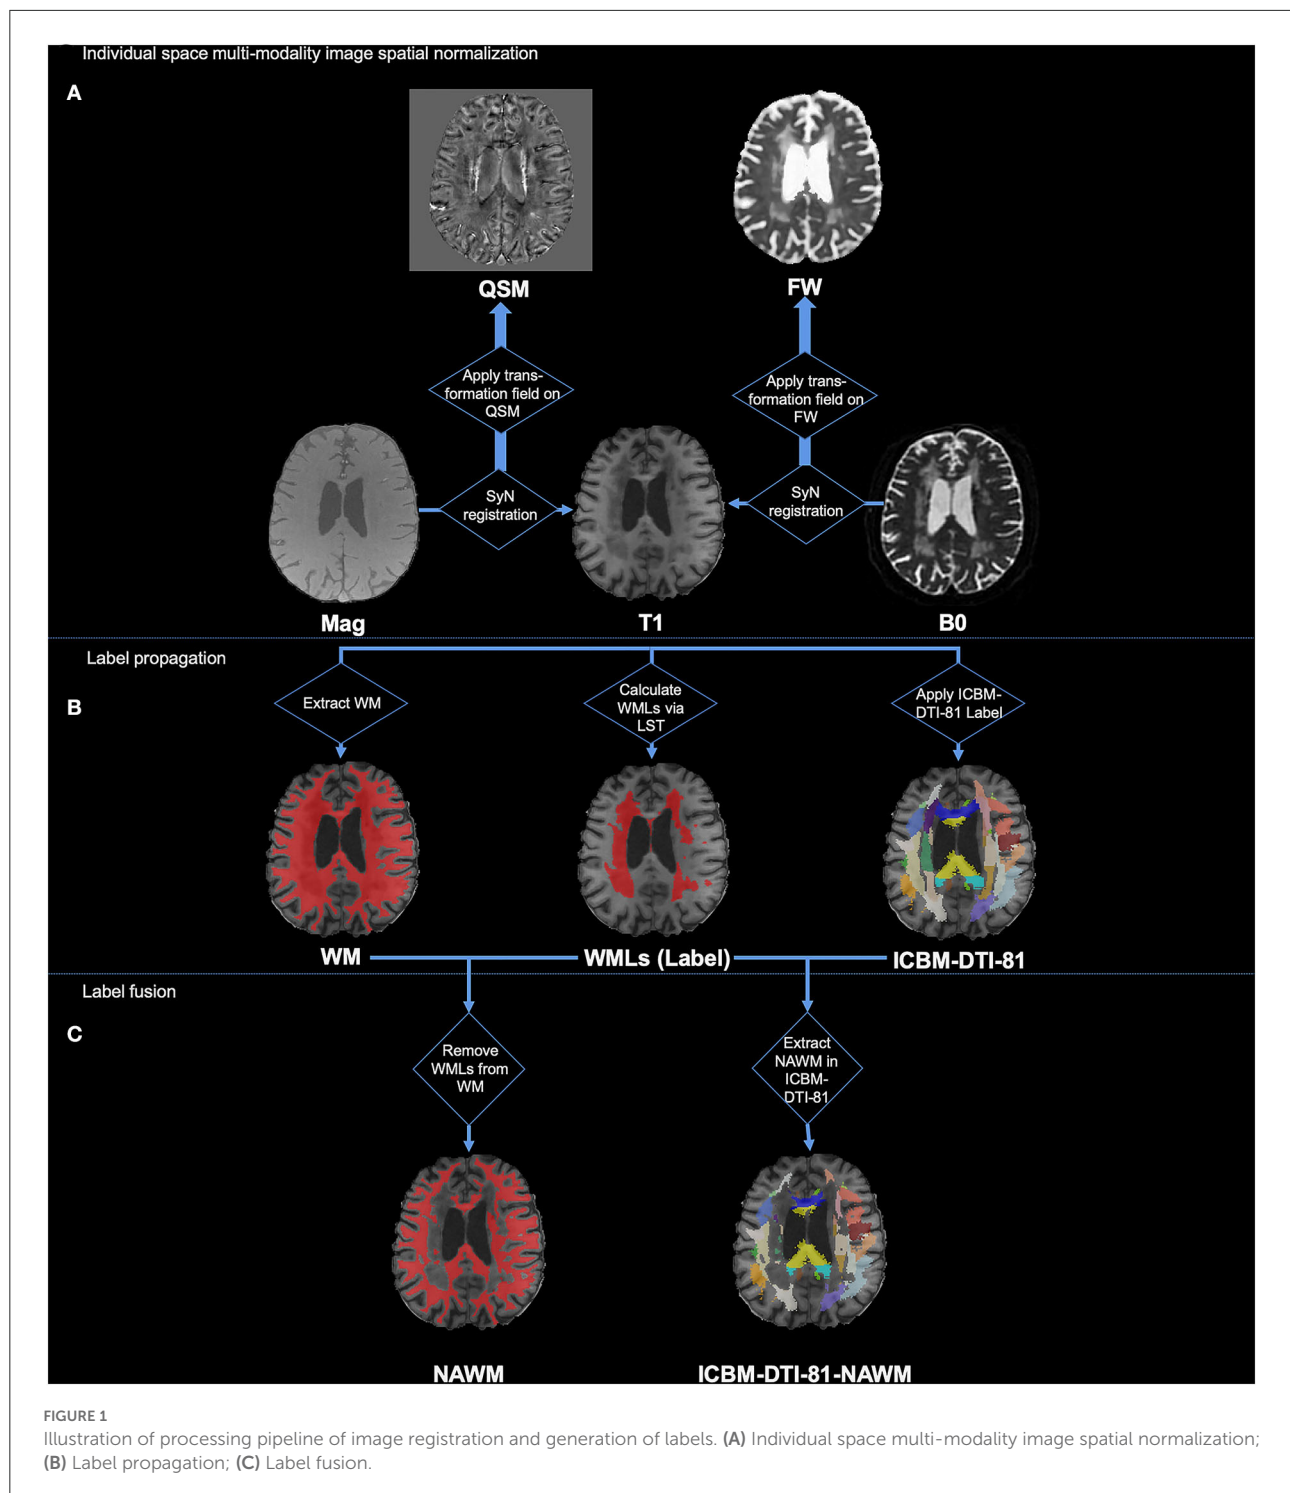 Individual space multi-modality image spatial normalization
A
QSM
FW
Apply trans-
formation field on
QSM
Apply trans-
formation field on
FW
SyN
registration
SyN
registration
Mag
T1
B0
Label propagation
B
Extract WM
Calculate
WMLs via
LST
Apply ICBM-
DTI-81 Label
WM
WMLs (Label)
ICBM-DTI-81
Label fusion
C
Remove
WMLs from
WM
Extract
NAWM in
ICBM-
DTI-81
NAWM
ICBM-DTI-81-NAWM
FIGURE 1
Illustration of processing pipeline of image registration and generation of labels. (A) Individual space multi-modality image spatial normalization;
(B) Label propagation; (C) Label fusion.